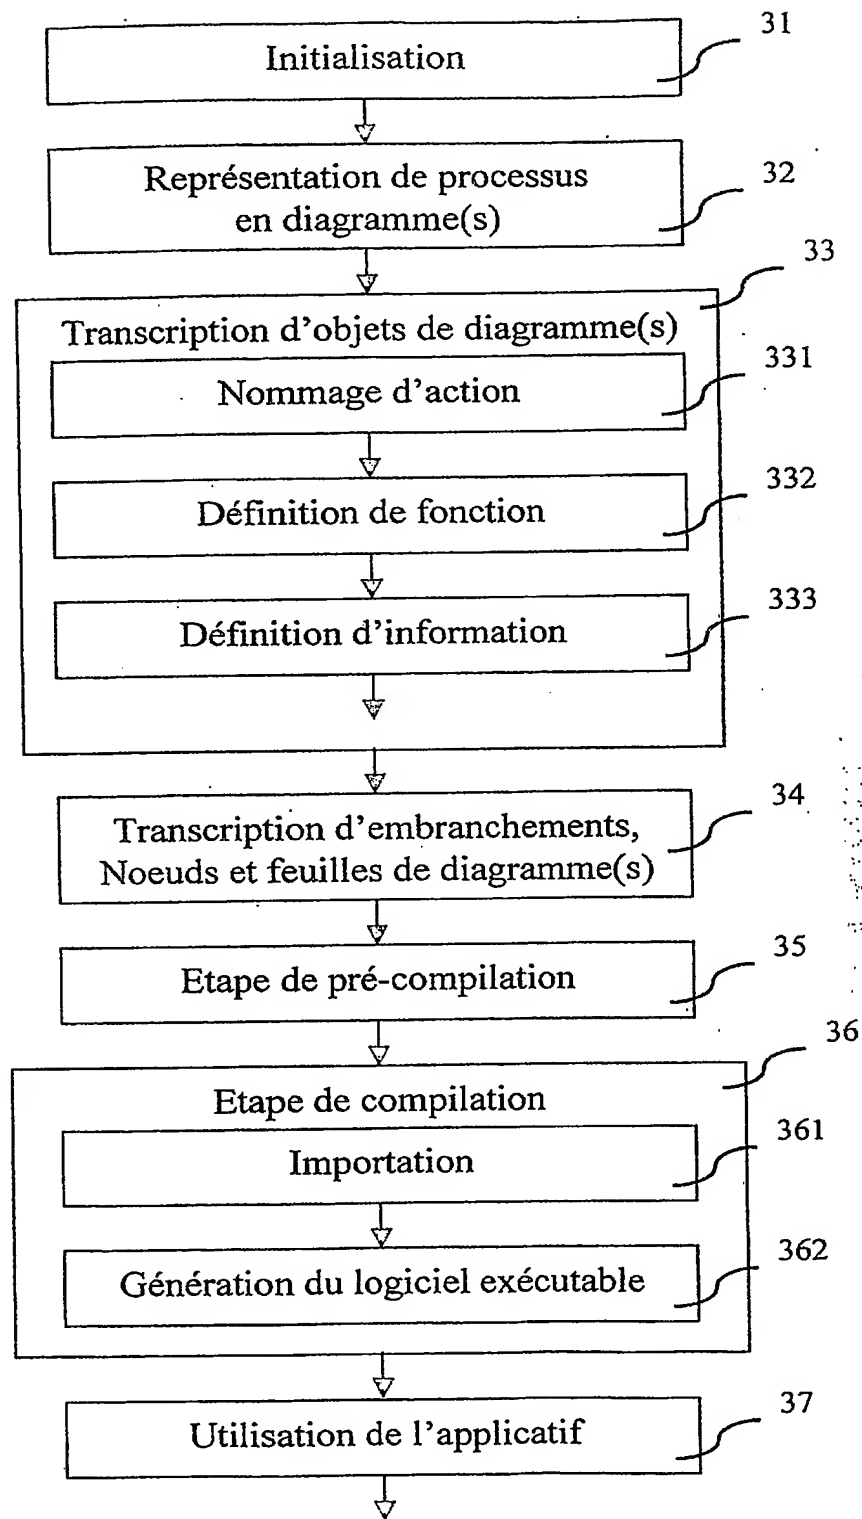 31
Initialisation
Représentation de processus
en diagramme(s)
32
33
Transcription d'objets de diagramme(s)
331
Nommage d'action
332
Définition de fonction
333
Définition d'information
34
Transcription d'embranchements,
Noeuds et feuilles de diagramme(s)
35
Etape de pré-compilation
36
Etape de compilation
361
Importation
362
Génération du logiciel exécutable
37
Utilisation de l'applicatif